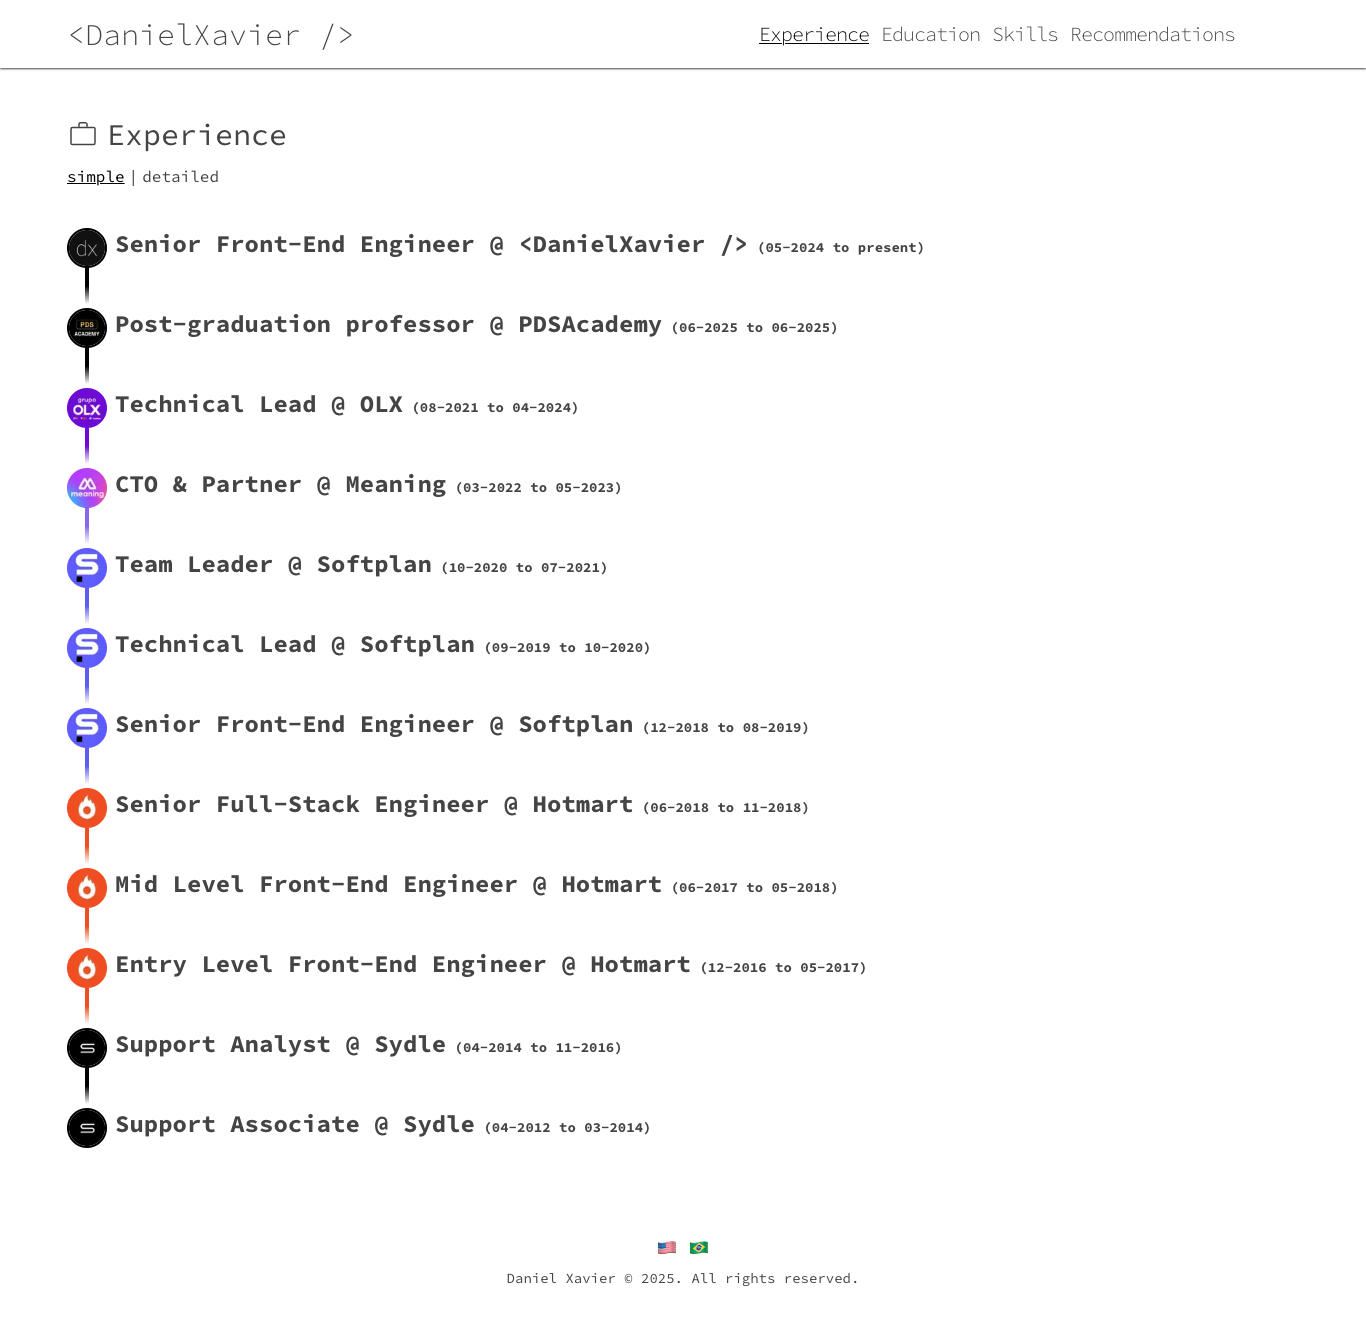 <DanielXavier />
Experience Education Skills Recommendations
Experience
simple | detailed
dx
Senior Front-End Engineer @ <DanielXavier /> (05-2024 to present)
PDS
ACADEMY
Post-graduation professor @ PDSAcademy (06-2025 to 06-2025)
grupo
OLX
Technical Lead @ OLX (08-2021 to 04-2024)
meaning
CTO & Partner @ Meaning (03-2022 to 05-2023)
Team Leader @ Softplan (10-2020 to 07-2021)
Technical Lead @ Softplan (09-2019 to 10-2020)
Senior Front-End Engineer @ Softplan (12-2018 to 08-2019)
Senior Full-Stack Engineer @ Hotmart (06-2018 to 11-2018)
Mid Level Front-End Engineer @ Hotmart (06-2017 to 05-2018)
Entry Level Front-End Engineer @ Hotmart (12-2016 to 05-2017)
Support Analyst @ Sydle (04-2014 to 11-2016)
Support Associate @ Sydle (04-2012 to 03-2014)
Daniel Xavier © 2025. All rights reserved.